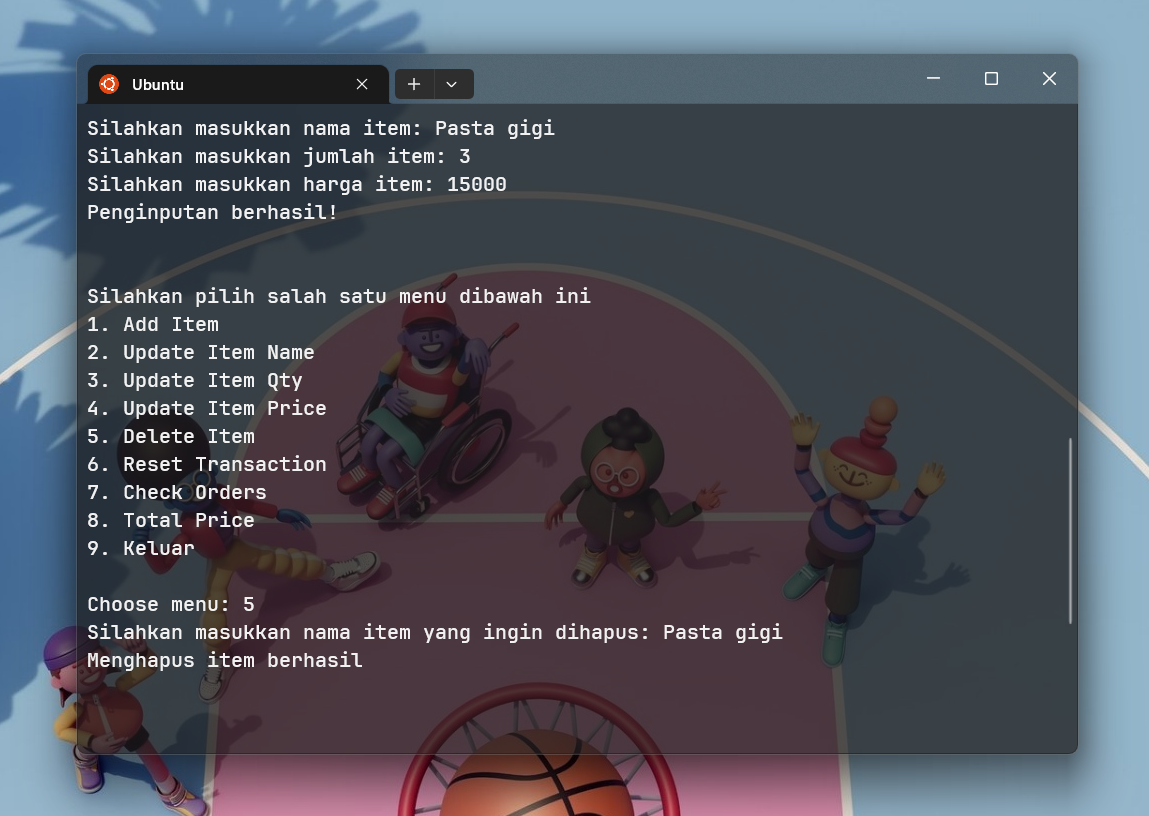 Ubuntu
Silahkan masukkan nama item: Pasta gigi
Silahkan masukkan jumlah item: 3
Silahkan masukkan harga item: 15000
Penginputan berhasil!
Silahkan pilih salah satu menu dibawah ini
1. Add Item
2. Update Item Name
3. Update Item Qty
4. Update Item Price
5. Delete Item
6. Reset Transaction
7. Check Orders
8. Total Price
9. Keluar
Choose menu: 5
Silahkan masukkan nama item yang ingin dihapus: Pasta gigi
Menghapus item berhasil